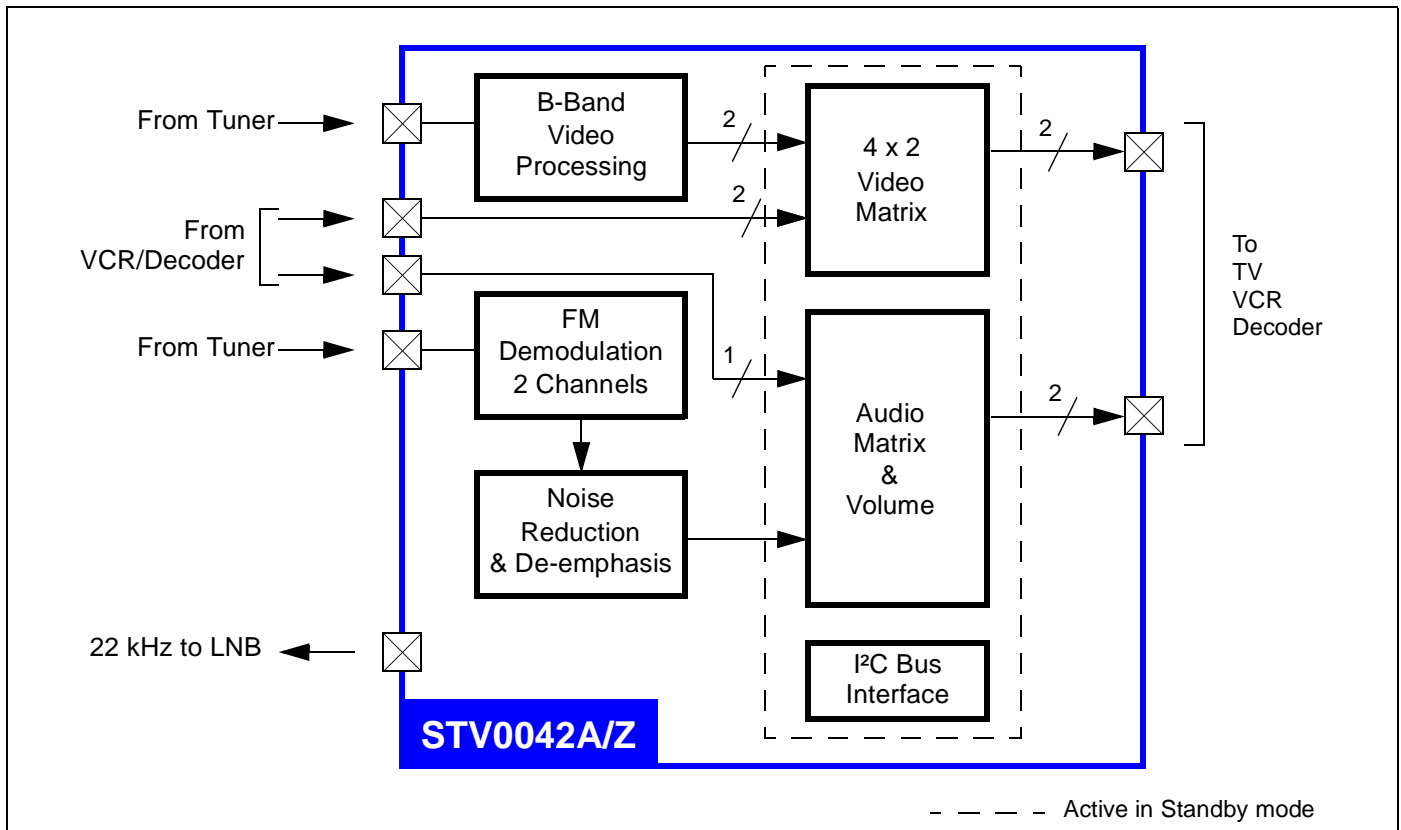 From Tuner
B-Band
Video
Processing
2
4 x 2
Video
Matrix
2
2
From
VCR/Decoder
To
TV
VCR
Decoder
From Tuner
FM
Demodulation
2 Channels
1
Audio
Matrix
&
Volume
2
Noise
Reduction
& De-emphasis
22 kHz to LNB
I²C Bus
Interface
STV0042A/Z
Active in Standby mode